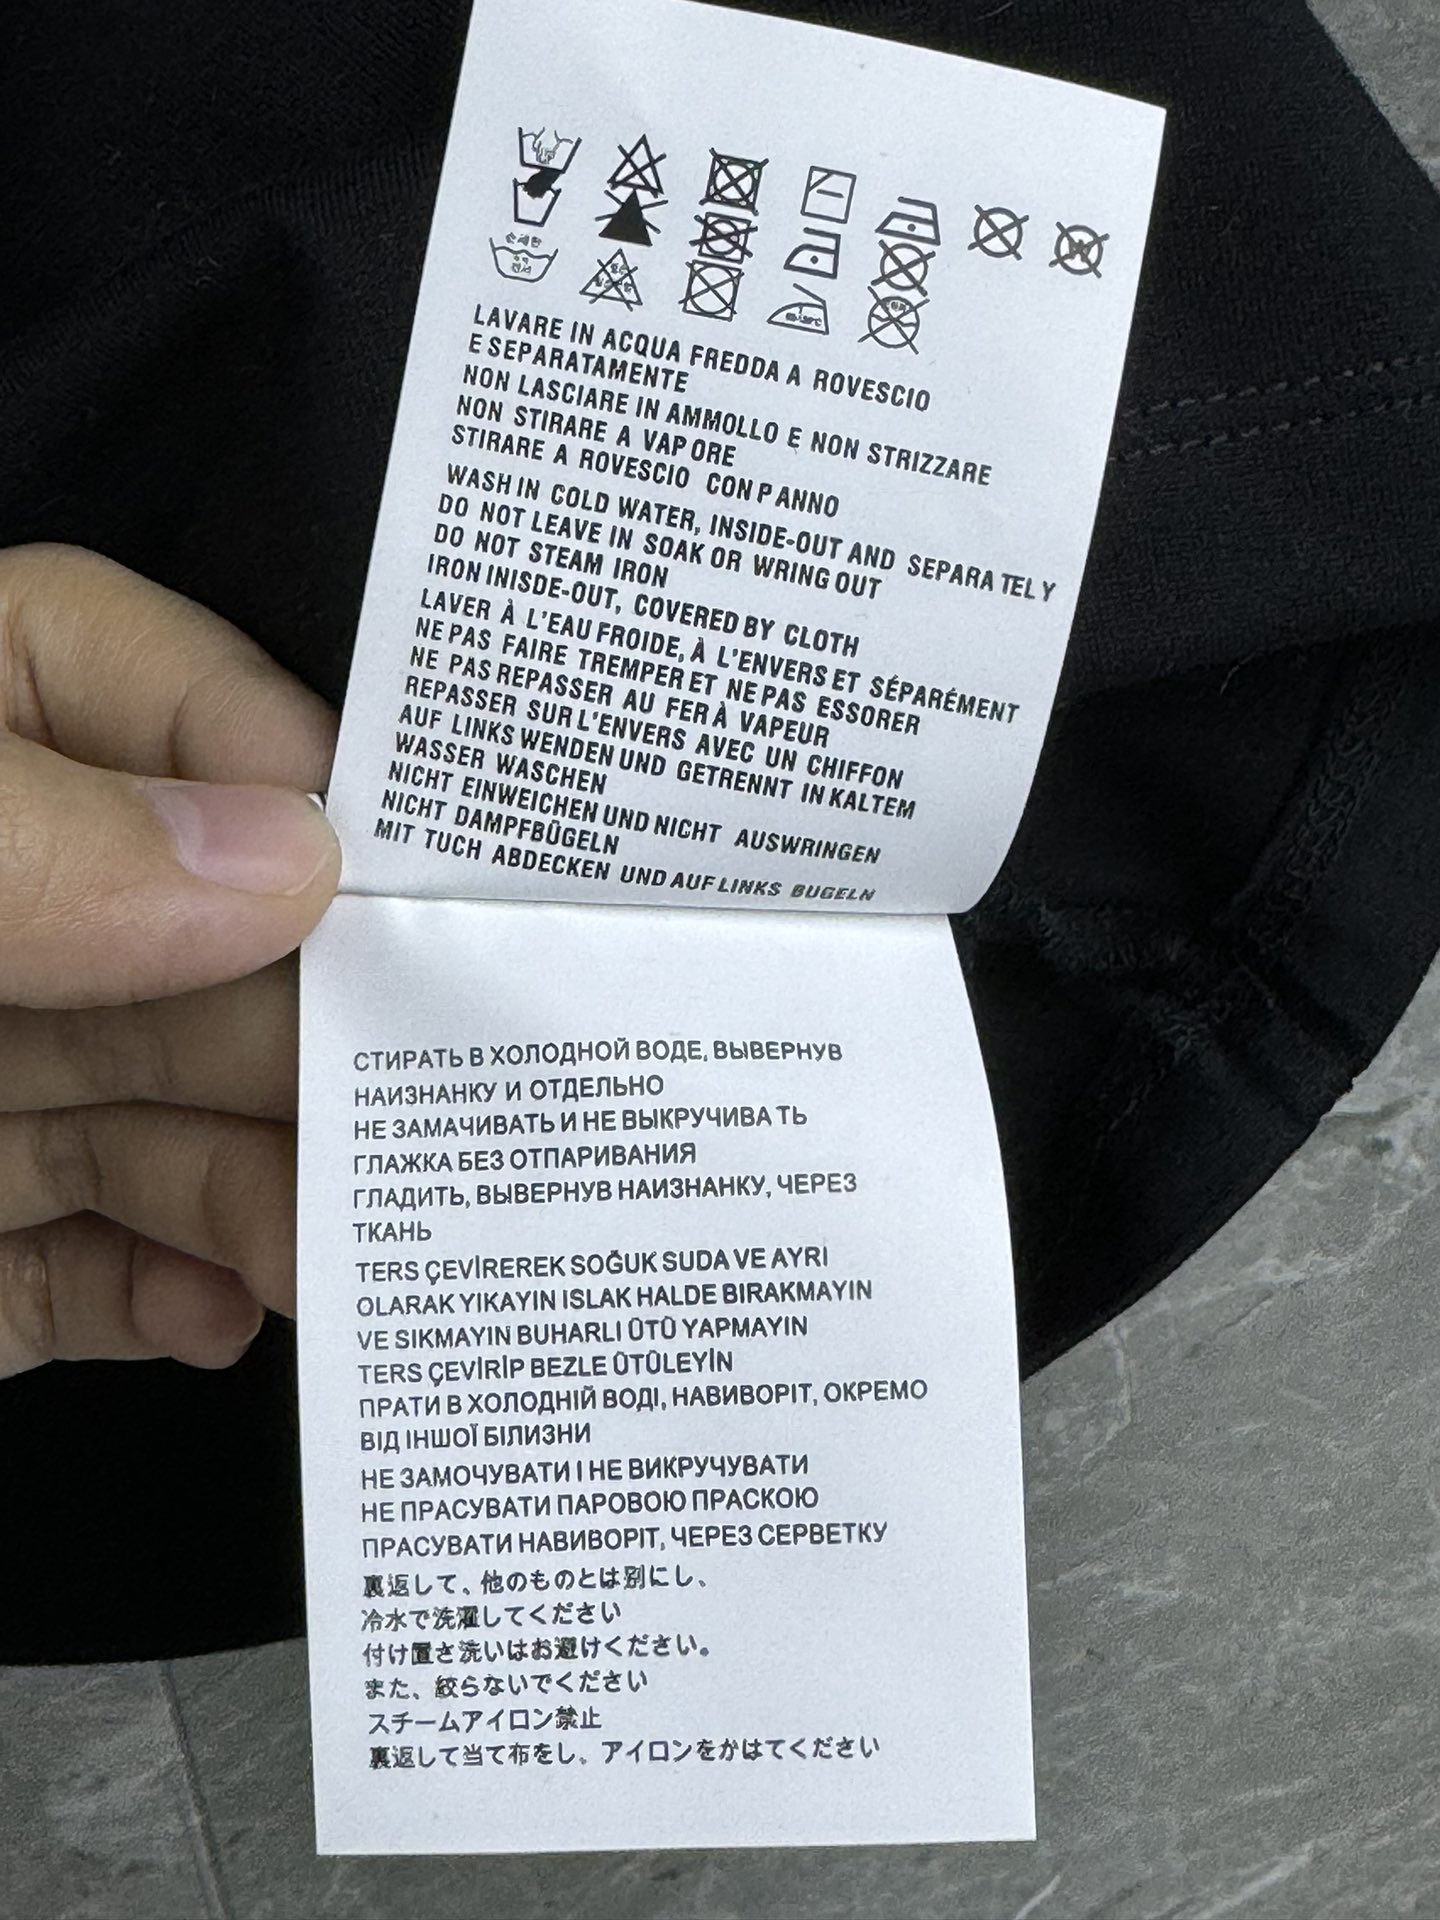 LAVARE IN ACQUA FREDDA A ROVESCIO
E SEPARATAMENTE
NON LASCIARE IN AMMOLLO E NON STRIZZARE
NON STIRARE A VAPORE
STIRARE A ROVESCIO CON PANNO
WASH IN COLD WATER, INSIDE-OUT AND SEPARATELY
DO NOT LEAVE IN SOAK OR WRING OUT
DO NOT STEAM IRON
IRON INISDE-OUT, COVERED BY CLOTH
LAVER À L'EAU FROIDE, À L'ENVERS ET SÉPARÉMENT
NE PAS FAIRE TREMPER ET NE PAS ESSORER
NE PAS REPASSER AU FER À VAPEUR
REPASSER SUR L'ENVERS AVEC UN CHIFFON
AUF LINKS WENDEN UND GETRENNT IN KALTEM
WASSER WASCHEN
NICHT EINWEICHEN UND NICHT AUSWRINGEN
NICHT DAMPFBÜGELN
MIT TUCH ABDECKEN UND AUF LINKS BUGELN
СТИРАТЬ В ХОЛОДНОЙ ВОДЕ, ВЫВЕРНУВ
НАИЗНАНКУ И ОТДЕЛЬНО
НЕ ЗАМАЧИВАТЬ И НЕ ВЫКРУЧИВАТЬ
ГЛАЖКА БЕЗ ОТПАРИВАНИЯ
ГЛАДИТЬ, ВЫВЕРНУВ НАИЗНАНКУ, ЧЕРЕЗ
ТКАНЬ
TERS ÇEVİREREK SOĞUK SUDA VE AYRI
OLARAK YIKAYIN ISLAK HALDE BIRAKMAYIN
VE SIKMAYIN BUHARLI ÜTÜ YAPMAYIN
TERS ÇEVİRİP BEZLE ÜTÜLEYİN
ПРАТИ В ХОЛОДНІЙ ВОДІ, НАВИВОРІТ, ОКРЕМО
ВІД ІНШОЇ БІЛИЗНИ
НЕ ЗАМОЧУВАТИ І НЕ ВИКРУЧУВАТИ
НЕ ПРАСУВАТИ ПАРОВОЮ ПРАСКОЮ
ПРАСУВАТИ НАВИВОРІТ, ЧЕРЕЗ СЕРВЕТКУ
裏返して、他のものとは別にし、
冷水で洗濯してください
付け置き洗いはお避けください。
また、絞らないでください
スチームアイロン禁止
裏返して当て布をし、アイロンをかけてください